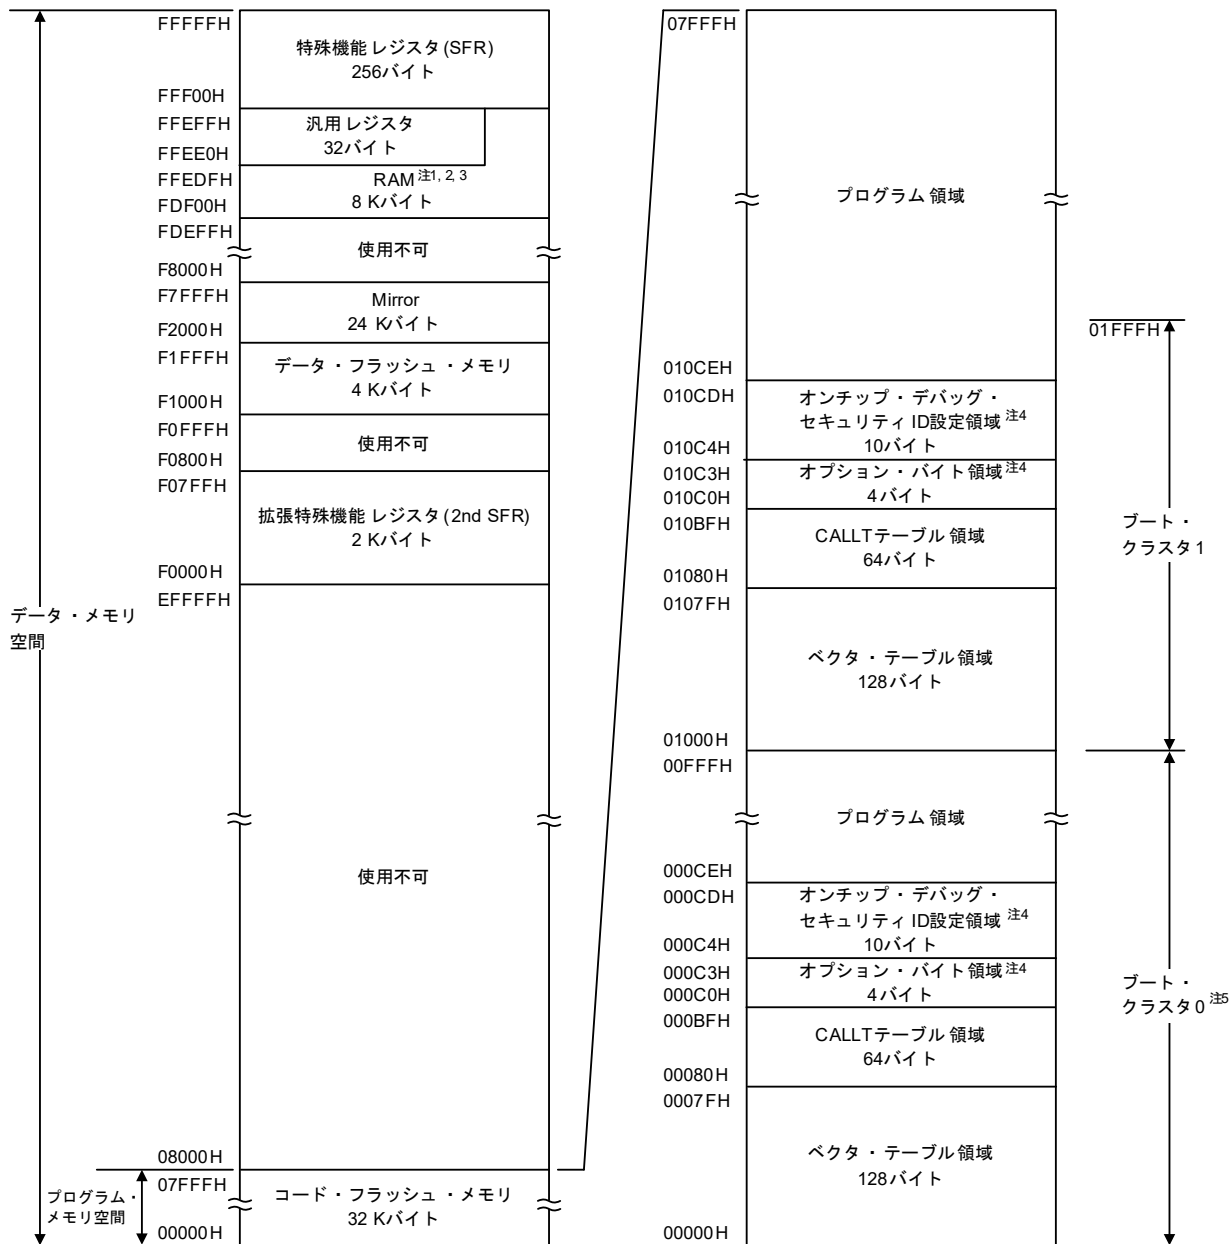 FFFFFH
特殊機能レジスタ(SFR)
256バイト
FFF00H
FFEFFH
汎用レジスタ
32バイト
FFEE0H
FFEDFH
RAM 注1, 2, 3
8 Kバイト
FDF00H
FDEFFH
使用不可
F8000H
F7FFFH
Mirror
24 Kバイト
F2000H
F1FFFH
データ・フラッシュ・メモリ
4 Kバイト
F1000H
F0FFFH
使用不可
F0800H
F07FFH
拡張特殊機能レジスタ(2nd SFR)
2 Kバイト
F0000H
EFFFFH
データ・メモリ
空間
使用不可
08000H
07FFFH
プログラム・
メモリ空間
コード・フラッシュ・メモリ
32 Kバイト
00000H
07FFFH
プログラム領域
01FFFH
010CEH
010CDH
オンチップ・デバッグ・
セキュリティID設定領域 注4
10バイト
010C4H
010C3H
オプション・バイト領域 注4
4バイト
010C0H
010BFH
CALLTテーブル領域
64バイト
01080H
0107FH
ブート・
クラスタ1
ベクタ・テーブル領域
128バイト
01000H
00FFFH
プログラム領域
000CEH
000CDH
オンチップ・デバッグ・
セキュリティID設定領域 注4
10バイト
000C4H
000C3H
オプション・バイト領域 注4
4バイト
000C0H
000BFH
ブート・
クラスタ0 注5
CALLTテーブル領域
64バイト
00080H
0007FH
ベクタ・テーブル領域
128バイト
00000H